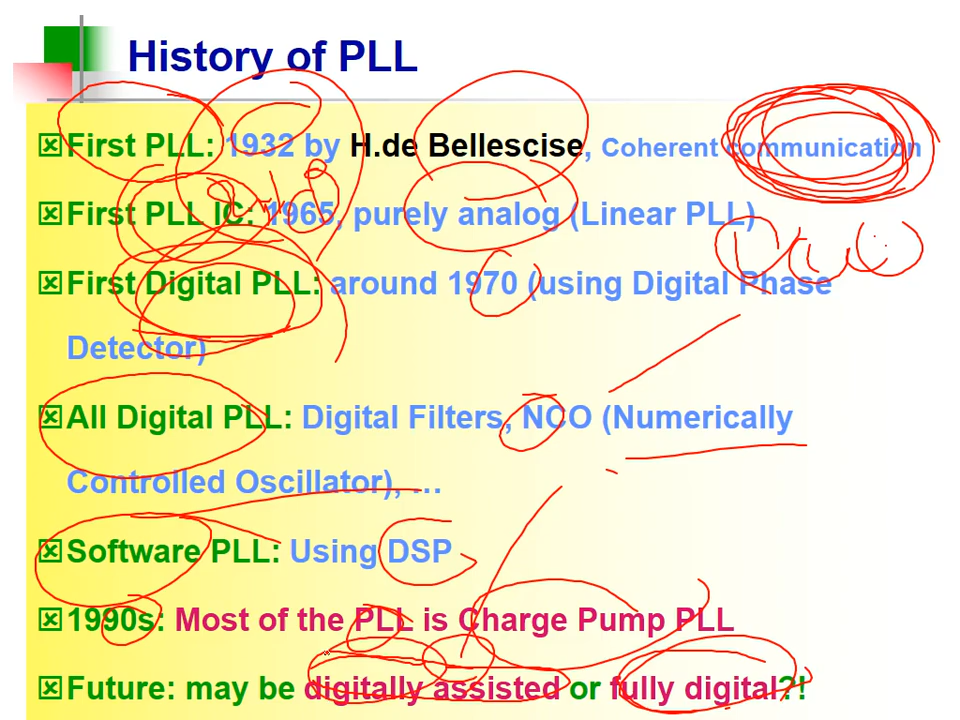 History of PLL
First PLL: 1932 by H.de Bellescise, Coherent communication
First PLL IC: 1965, purely analog (Linear PLL)
First Digital PLL: around 1970 (using Digital Phase
Detector)
All Digital PLL: Digital Filters, NCO (Numerically
Controlled Oscillator), ...
Software PLL: Using DSP
1990s: Most of the PLL is Charge Pump PLL
Future: may be digitally assisted or fully digital?!